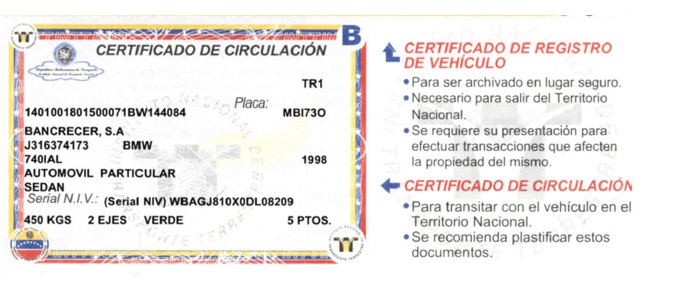 CERTIFICADO DE CIRCULACIÓN
B
República Bolivariana de Venezuela
TR1
Placa:
1401001801500071BW144084 MBI73O
BANCRECER, S.A
J316374173 BMW
740IAL 1998
AUTOMOVIL PARTICULAR
SEDAN
Serial N.I.V.: (Serial NIV) WBAGJ810X0DL08209
450 KGS 2 EJES VERDE 5 PTOS.
CERTIFICADO DE REGISTRO
DE VEHÍCULO
• Para ser archivado en lugar seguro.
• Necesario para salir del Territorio
Nacional.
• Se requiere su presentación para
efectuar transacciones que afecten
la propiedad del mismo.
CERTIFICADO DE CIRCULACIÓN
• Para transitar con el vehículo en el
Territorio Nacional.
• Se recomienda plastificar estos
documentos.